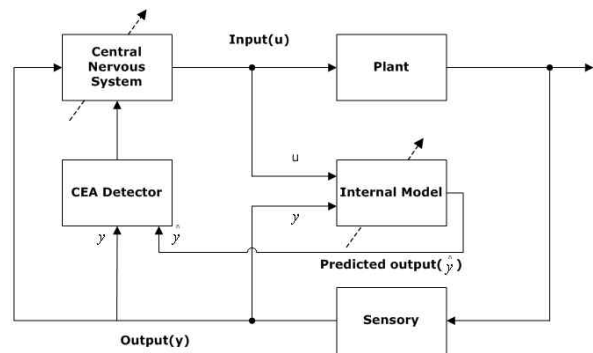 Central
Nervous
System
Input(u)
Plant
u
CEA Detector
Internal Model
y
y
ŷ
Predicted output(ŷ)
Sensory
Output(y)